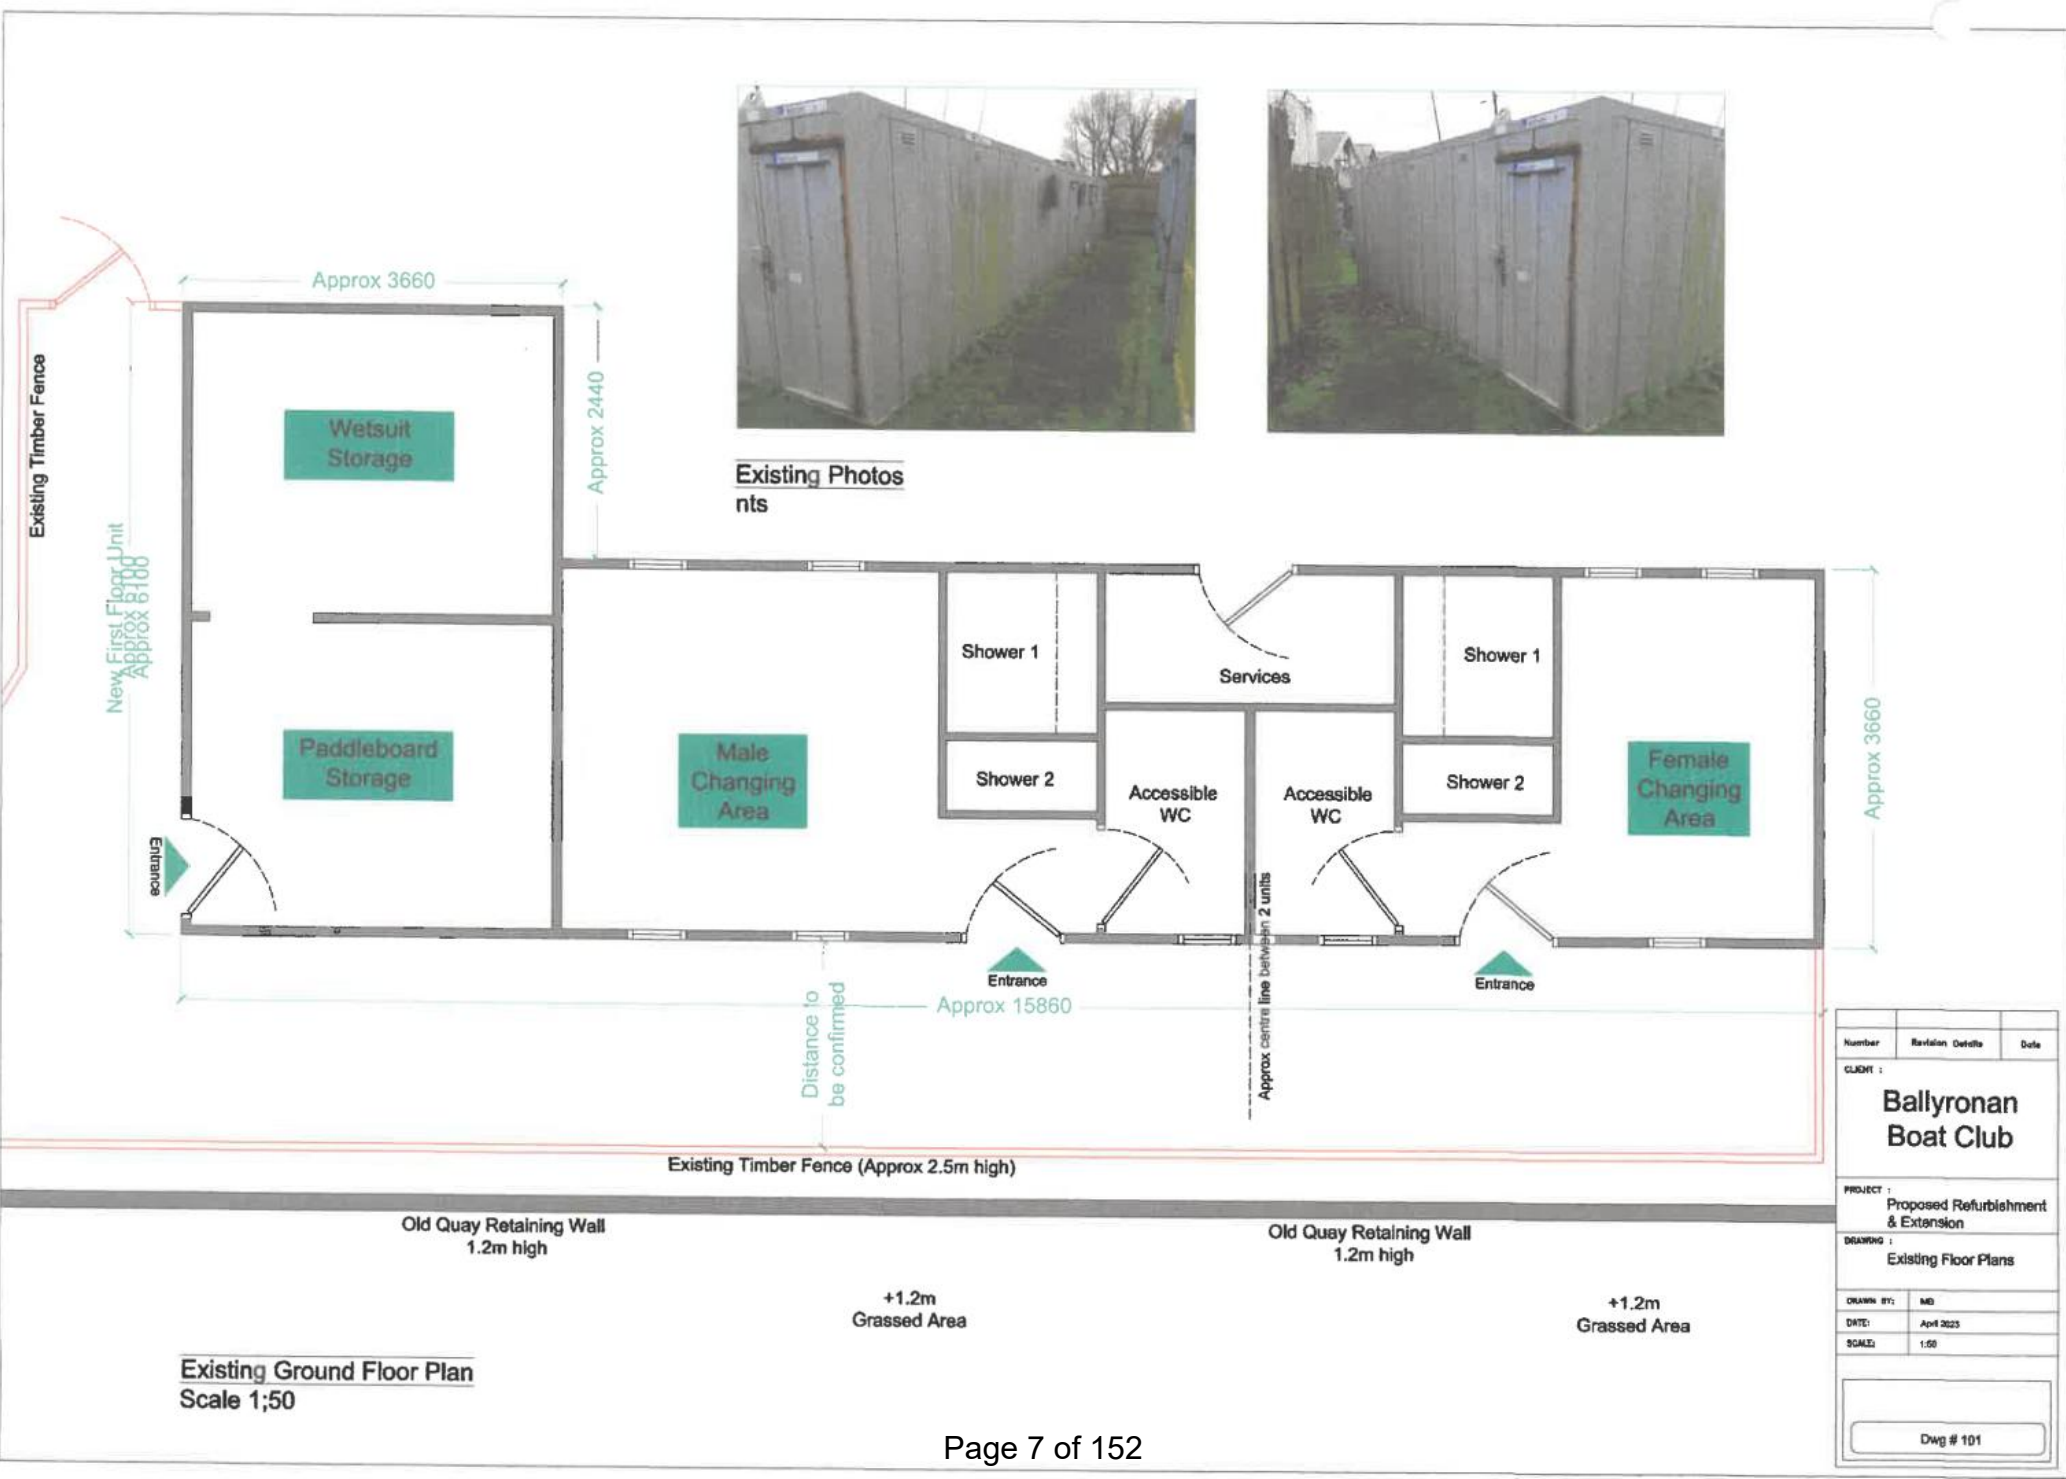 Approx 3660
Existing Timber Fence
Wetsuit
Storage
Approx 2440
Existing Photos
nts
New First Floor Unit
Approx 6100
Approx 6100
Paddleboard
Storage
Entrance
Male
Changing
Area
Shower 1
Shower 2
Services
Accessible
WC
Accessible
WC
Shower 1
Shower 2
Female
Changing
Area
Approx 3660
Entrance
Entrance
Approx 15860
Distance to
be confirmed
Approx centre line between 2 units
Existing Timber Fence (Approx 2.5m high)
Old Quay Retaining Wall
1.2m high
Old Quay Retaining Wall
1.2m high
+1.2m
Grassed Area
+1.2m
Grassed Area
Existing Ground Floor Plan
Scale 1;50
Number Revision Details Date
CLIENT :
Ballyronan
Boat Club
PROJECT :
Proposed Refurbishment
& Extension
DRAWING :
Existing Floor Plans
DRAWN BY:
DATE: April 2023
SCALE: 1:50
Dwg # 101
Page 7 of 152